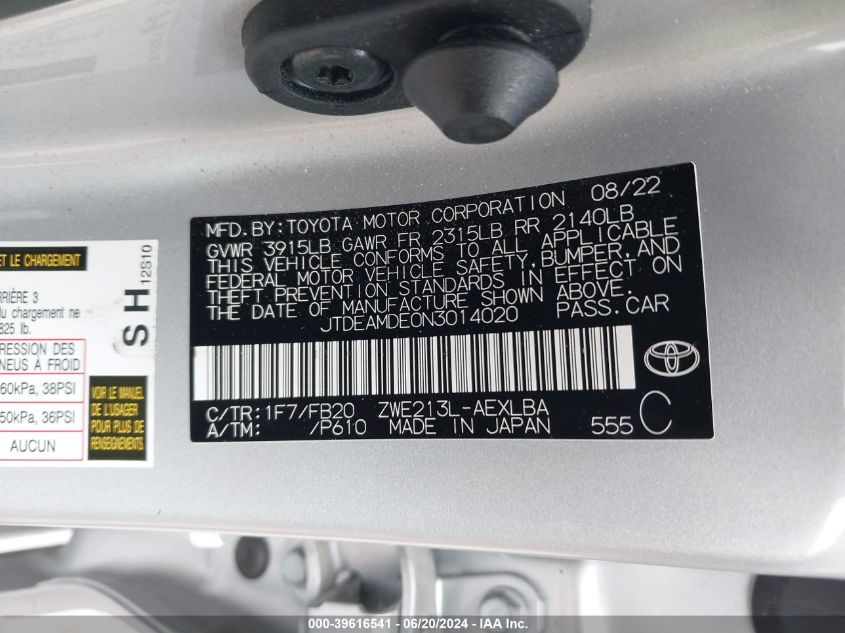 MFD.BY:TOYOTA MOTOR CORPORATION 08/22
GVWR 3915LB GAWR FR 2315LB RR 2140LB
THIS VEHICLE CONFORMS TO ALL APPLICABLE
FEDERAL MOTOR VEHICLE SAFETY,BUMPER,AND
THEFT PREVENTION STANDARDS IN EFFECT ON
THE DATE OF MANUFACTURE SHOWN ABOVE.
JTDEAMDE0N3014020 PASS.CAR
C/TR:1F7/FB20 ZWE213L-AEXLBA
A/TM: /P610 MADE IN JAPAN 555 C
ET LE CHARGEMENT
RIÈRE 3
du chargement ne
825 lb.
SH
12S10
PRESSION DES
NEUS À FROID
60kPa, 38PSI
50kPa, 36PSI
AUCUN
VOIR LE MANUEL
DE L'USAGER
POUR PLUS DE
RENSEIGNEMENTS
000-39616541 - 06/20/2024 - IAA Inc.